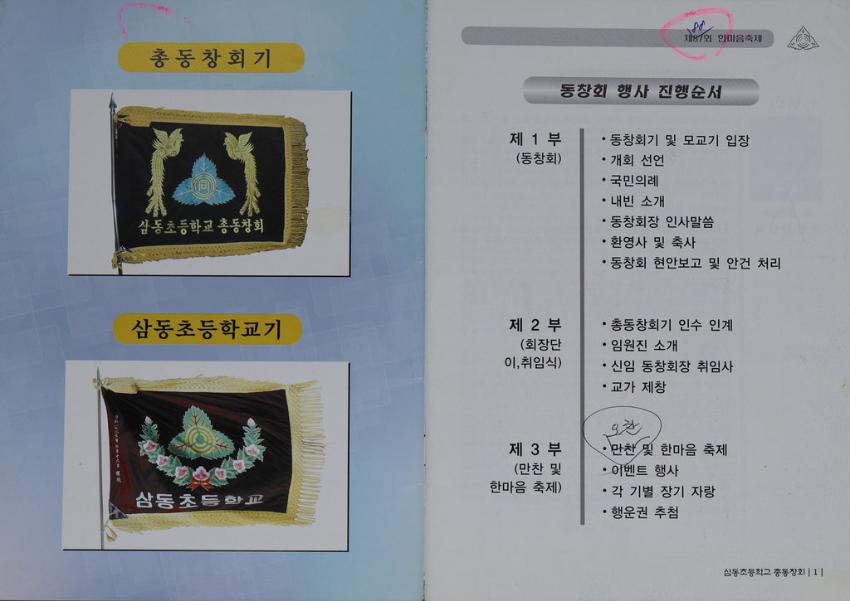 총동창회기
삼동초등학교 총동창회
삼동초등학교기
삼동초등학교
88
제87회 한마음축제
동창회 행사 진행순서
제 1 부
(동창회)
• 동창회기 및 모교기 입장
• 개회 선언
• 국민의례
• 내빈 소개
• 동창회장 인사말씀
• 환영사 및 축사
• 동창회 현안보고 및 안건 처리
제 2 부
(회장단
이,취임식)
• 총동창회기 인수 인계
• 임원진 소개
• 신임 동창회장 취임사
• 교가 제창
오찬
제 3 부
(만찬 및
한마음 축제)
• 만찬 및 한마음 축제
• 이벤트 행사
• 각 기별 장기 자랑
• 행운권 추첨
삼동초등학교 총동창회 | 1 |